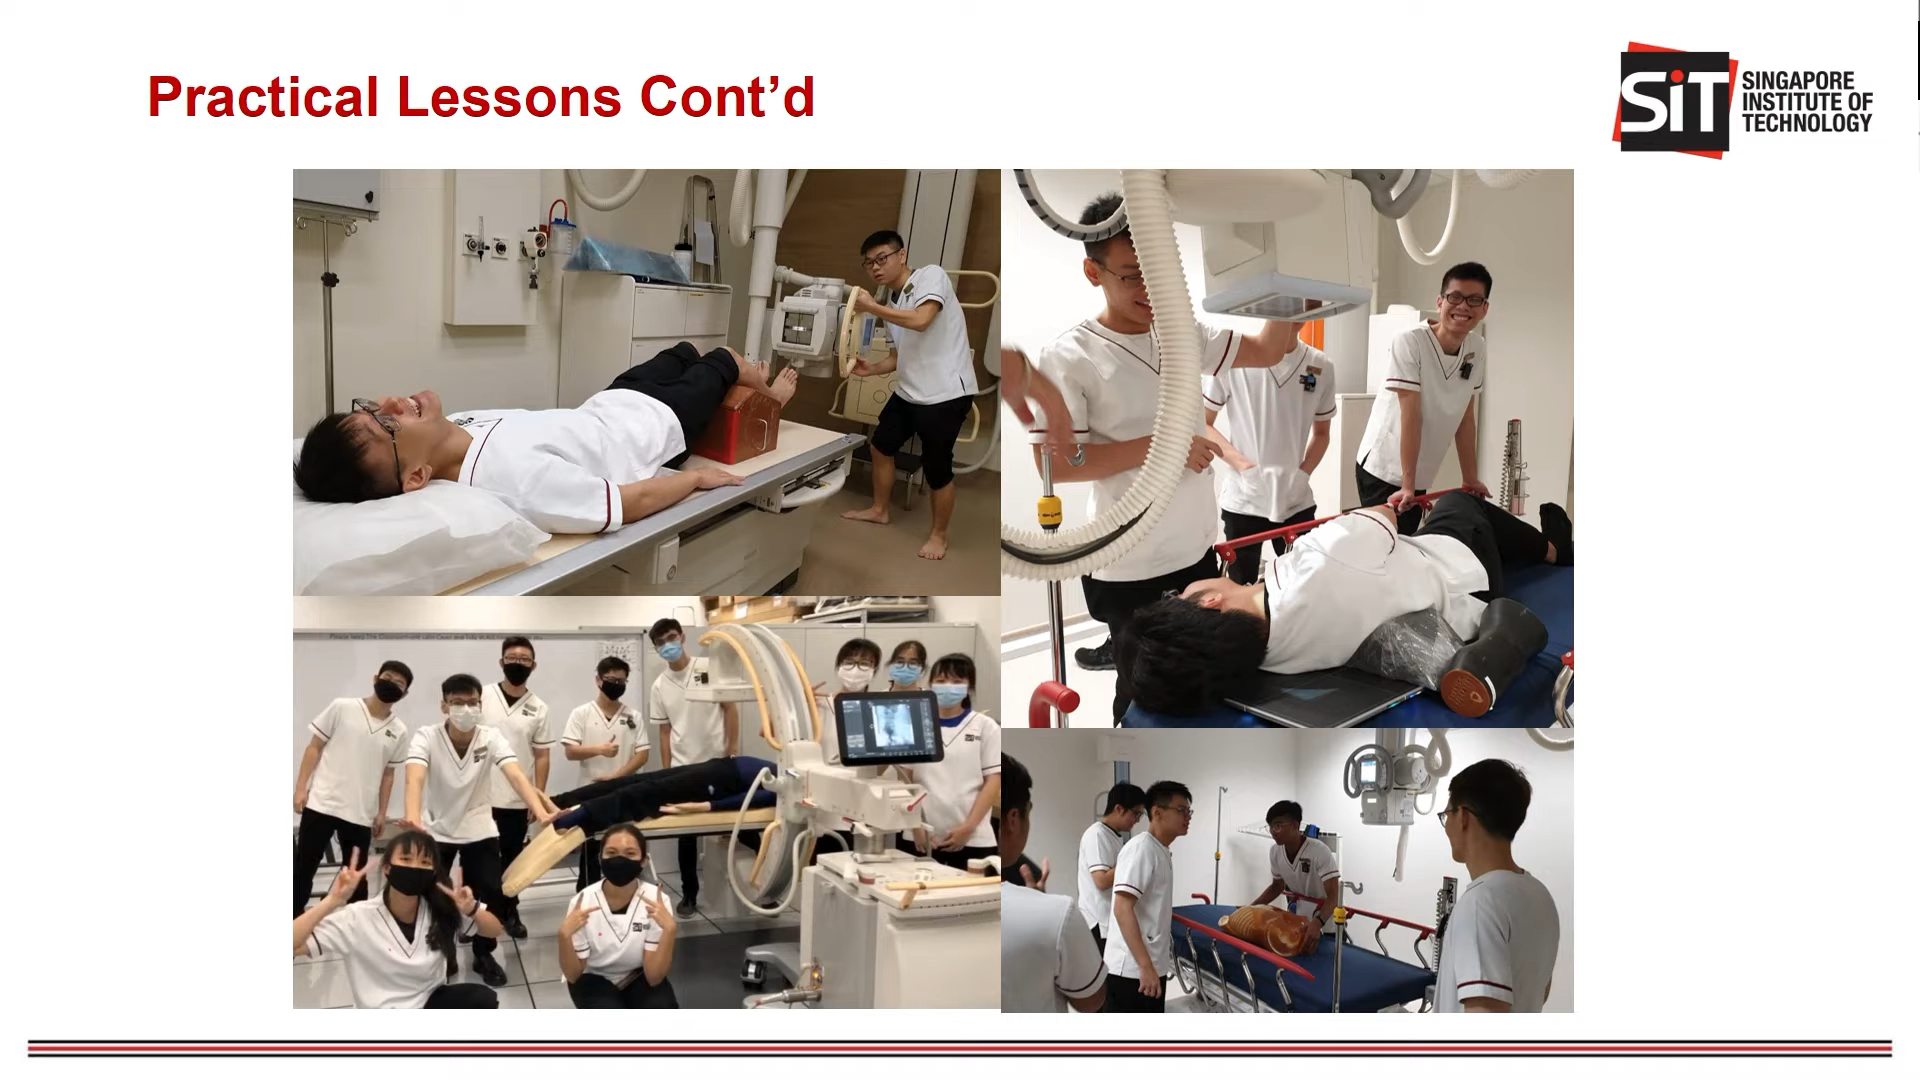 Practical Lessons Cont’d
SiT
SINGAPORE
INSTITUTE OF
TECHNOLOGY